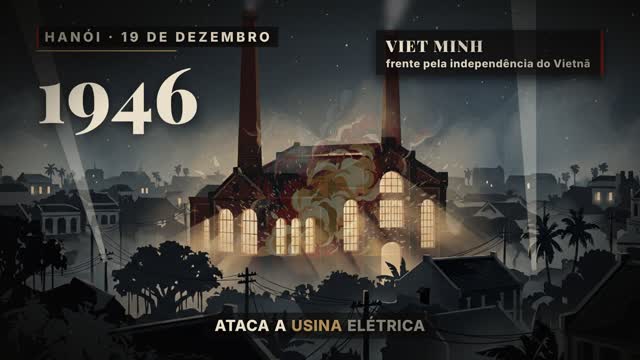 HANÓI · 19 DE DEZEMBRO
1946
VIET MINH
frente pela independência do Vietnã
ATACA A USINA ELÉTRICA